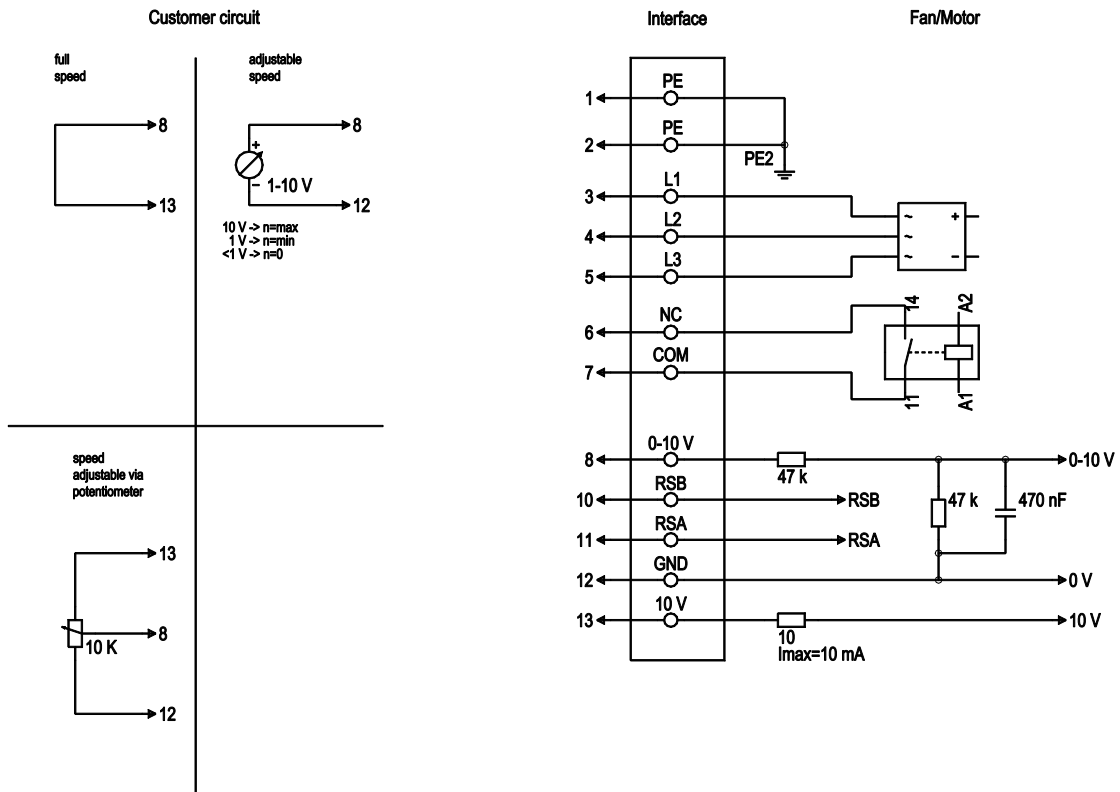 Customer circuit
Interface
Fan/Motor
full
speed
adjustable
speed
8
13
+
8
– 1-10 V
12
10 V -> n=max
1 V -> n=min
<1 V -> n=0
speed
adjustable via
potentiometer
13
8
10 K
12
PE
1
PE
2
PE2
L1
3
L2
4
L3
5
~ +
~
~ –
NC
6
COM
7
14
A2
11
A1
0-10 V
8
47 k
0-10 V
RSB
10
RSB
47 k
470 nF
RSA
11
RSA
GND
12
0 V
10 V
13
10
Imax=10 mA
10 V